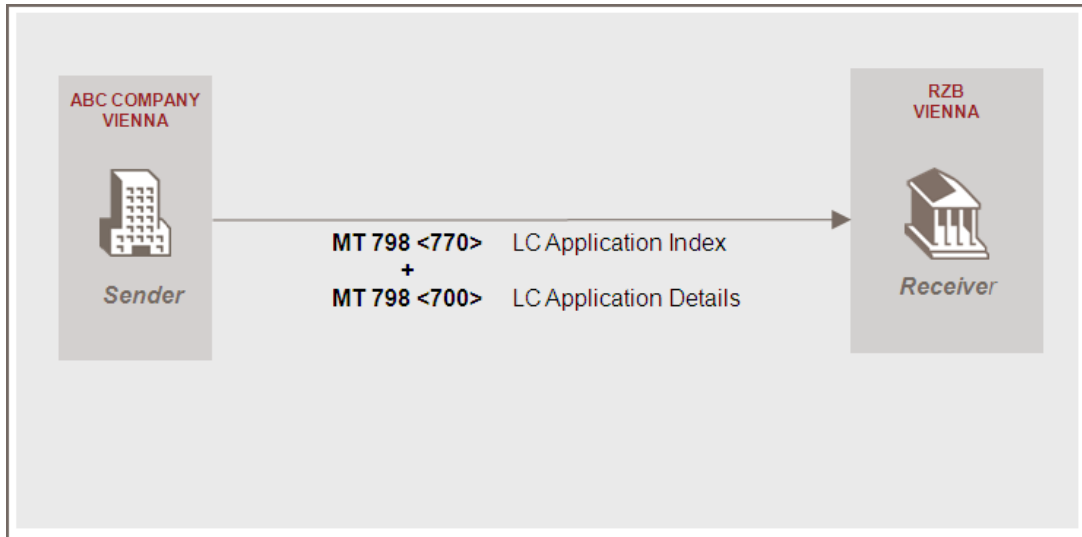 ABC COMPANY
VIENNA
Sender
MT 798 <770> LC Application Index
+
MT 798 <700> LC Application Details
RZB
VIENNA
Receiver